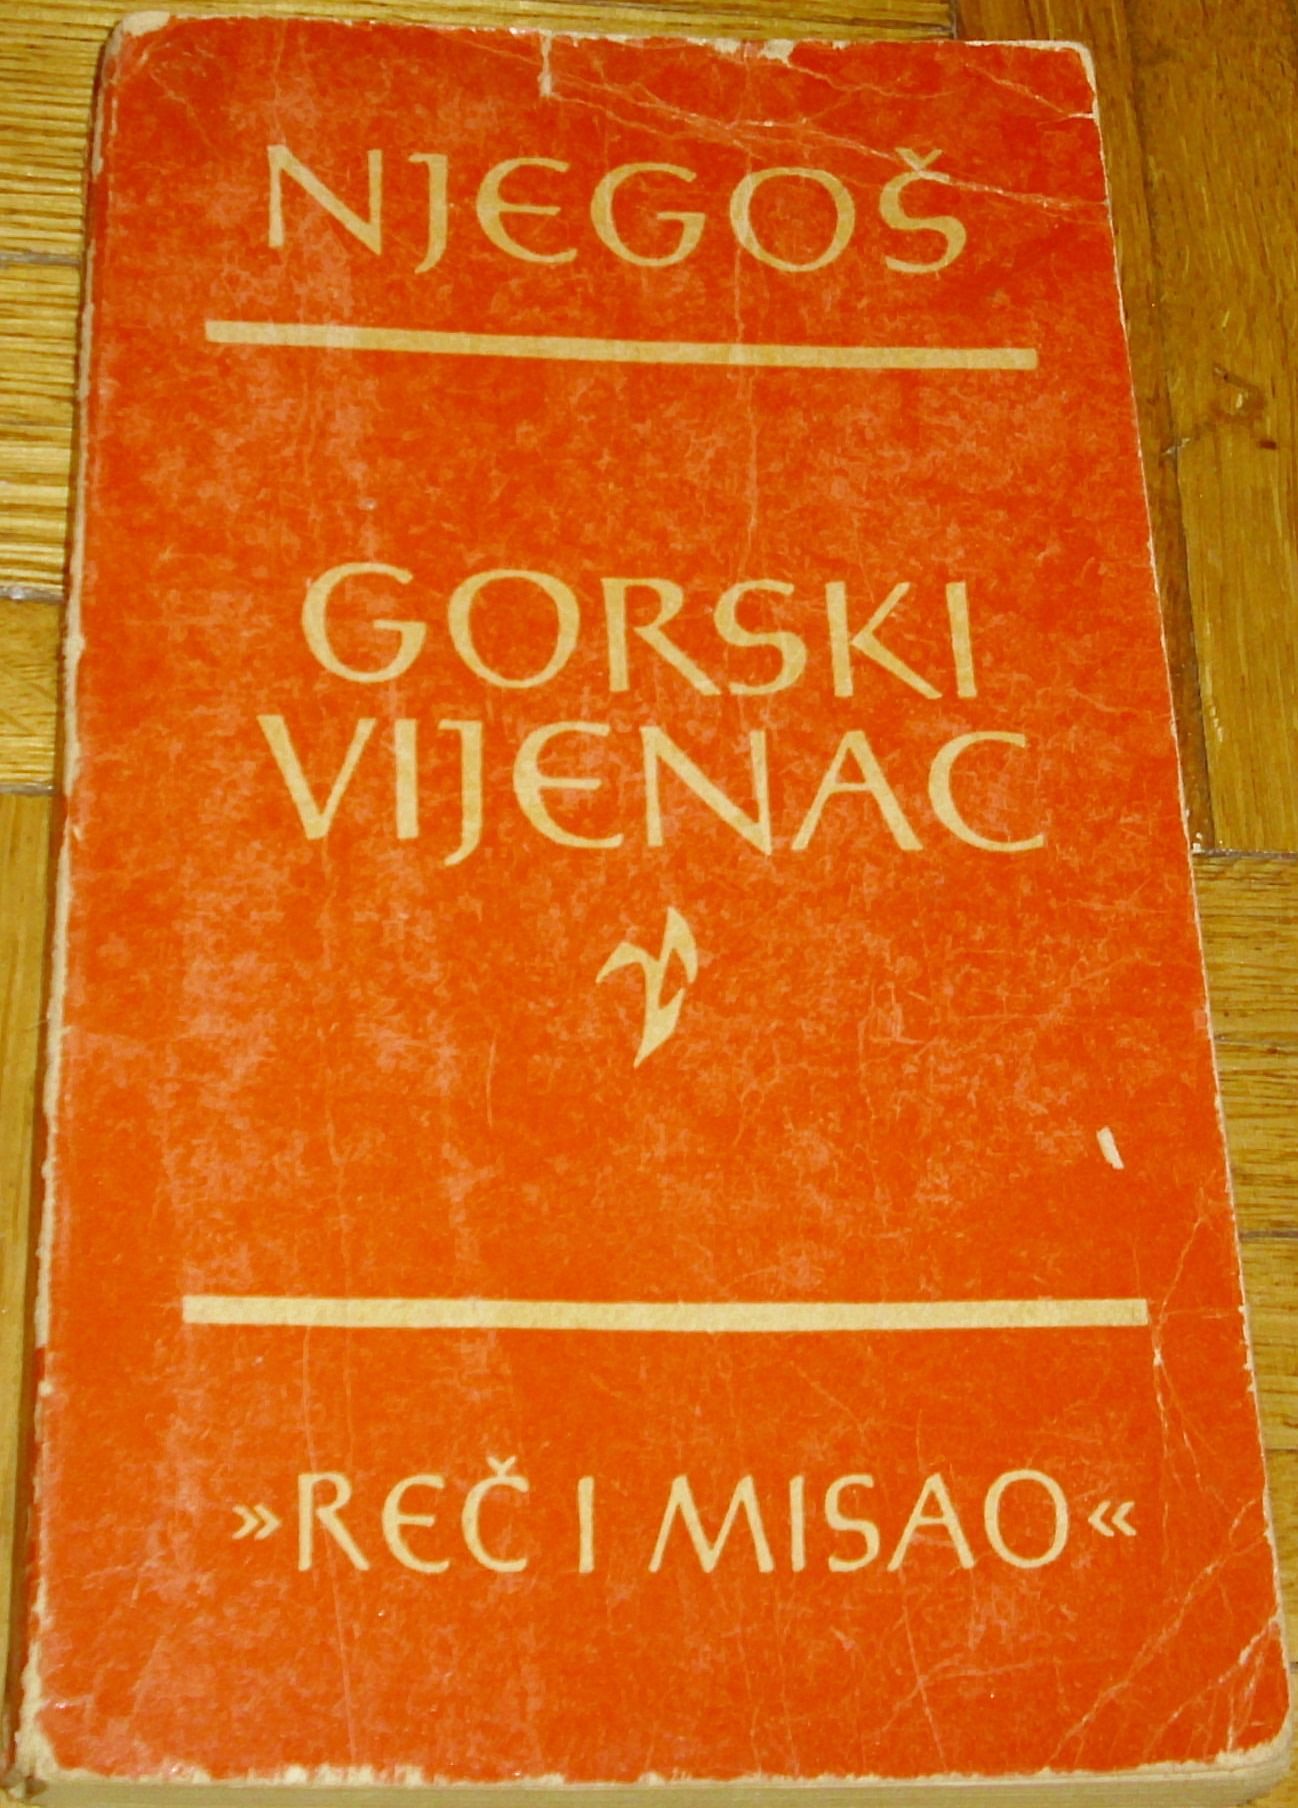 NJEGOŠ
GORSKI
VIJENAC
»REČ I MISAO«